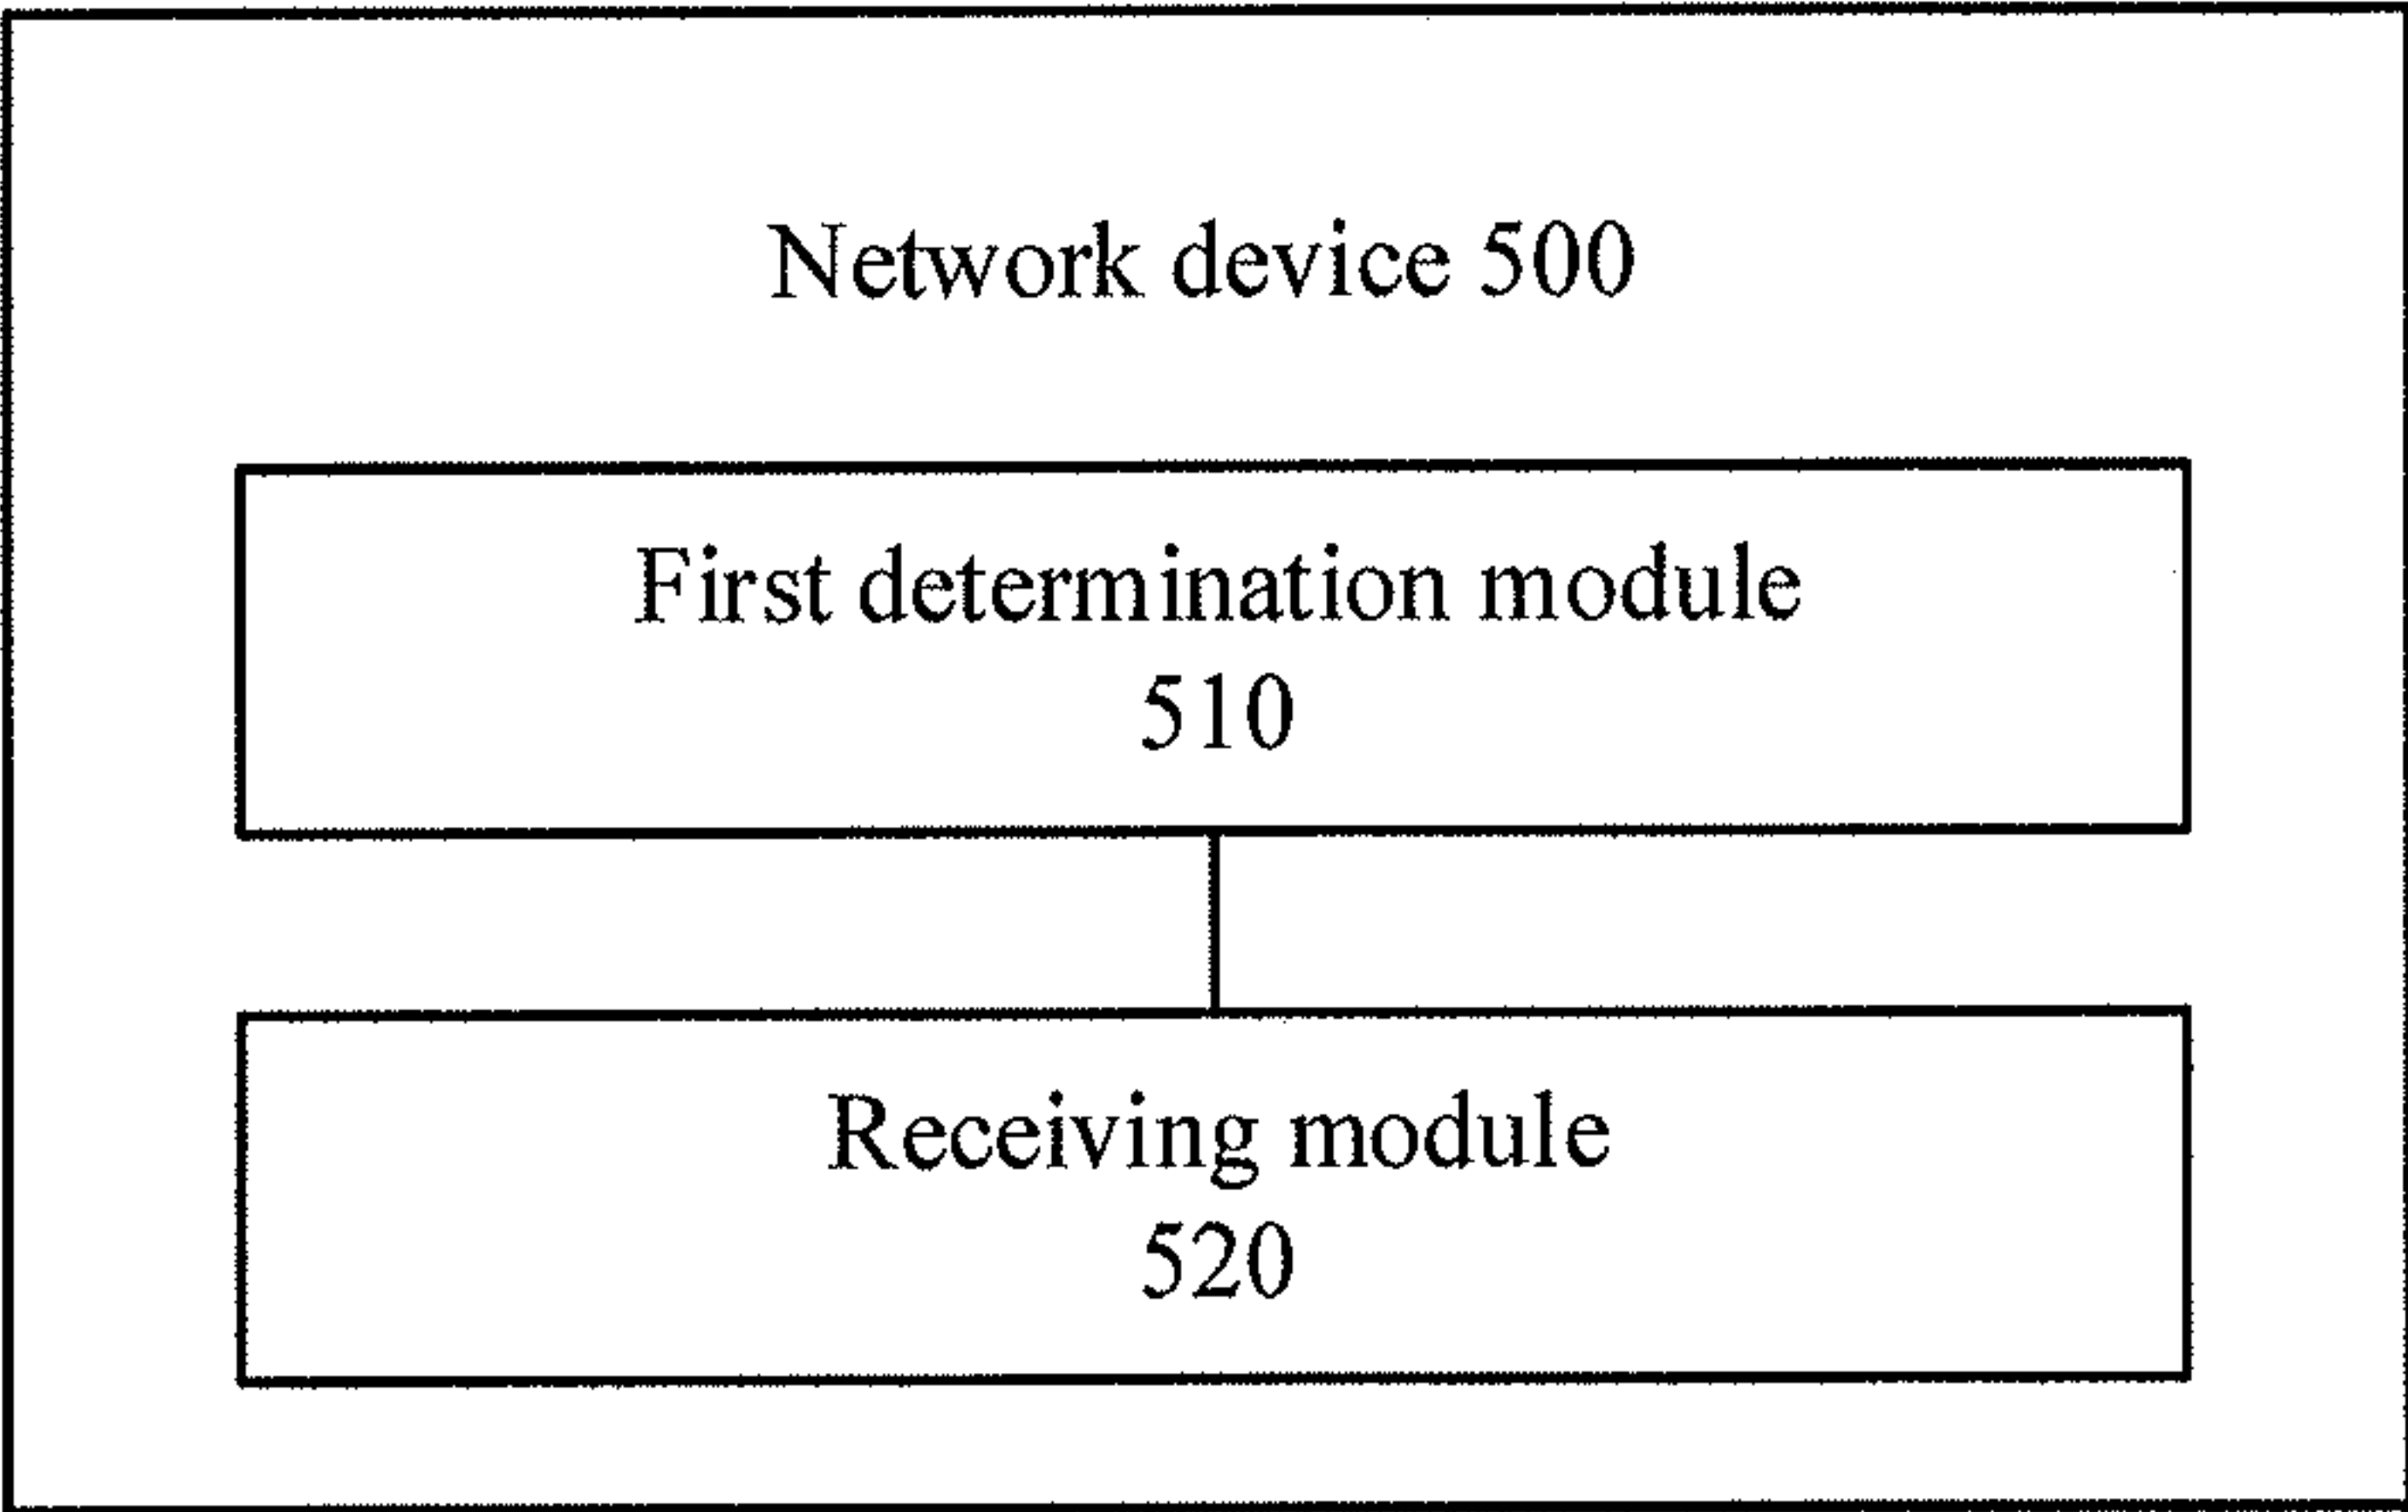 Network device 500
First determination module
510
Receiving module
520